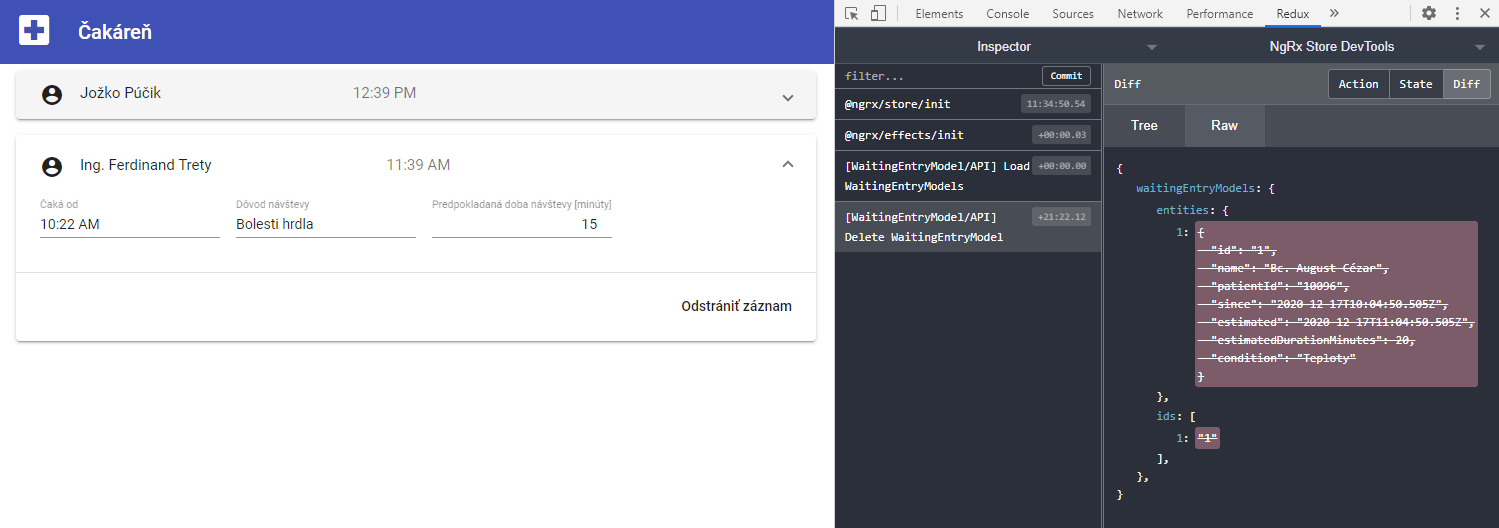 Čakáreň
Jožko Púčik 12:39 PM
Ing. Ferdinand Trety 11:39 AM
Čaká od Dôvod návštevy Predpokladaná doba návštevy [minúty]
10:22 AM Bolesti hrdla 15
Odstrániť záznam
Elements Console Sources Network Performance Redux »
Inspector NgRx Store DevTools
filter... Commit
@ngrx/store/init 11:34:50.54
@ngrx/effects/init +00:00.03
[WaitingEntryModel/API] Load +00:00.00
WaitingEntryModels
[WaitingEntryModel/API] +21:22.12
Delete WaitingEntryModel
Diff Action State Diff
Tree Raw
{
waitingEntryModels: {
entities: {
1: {
"id": "1",
"name": "Bc. August Cézar",
"patientId": "10096",
"since": "2020-12-17T10:04:50.505Z",
"estimated": "2020-12-17T11:04:50.505Z",
"estimatedDurationMinutes": 20,
"condition": "Teploty"
}
},
ids: [
1: "1"
],
},
}